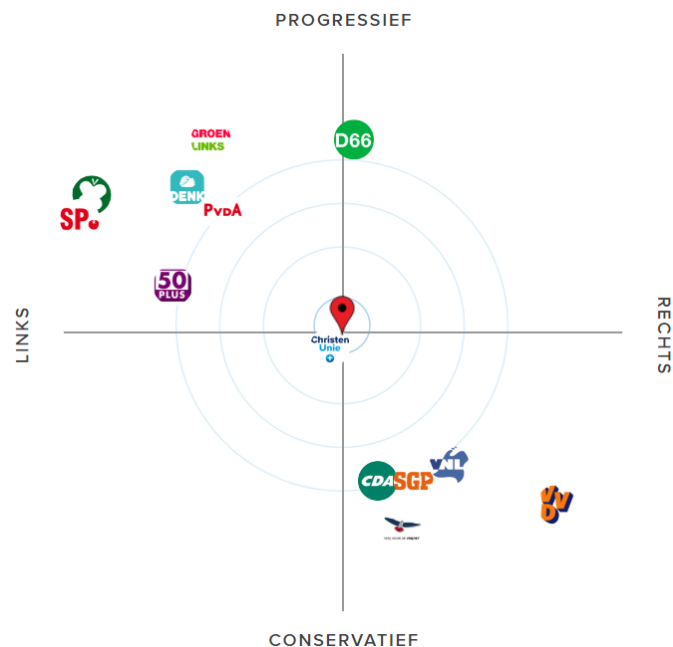 PROGRESSIEF
D66
GROEN
LINKS
DENK
PvdA
SP.
50
PLUS
LINKS
RECHTS
Christen
Unie
VNL
CDA
SGP
VVD
CONSERVATIEF